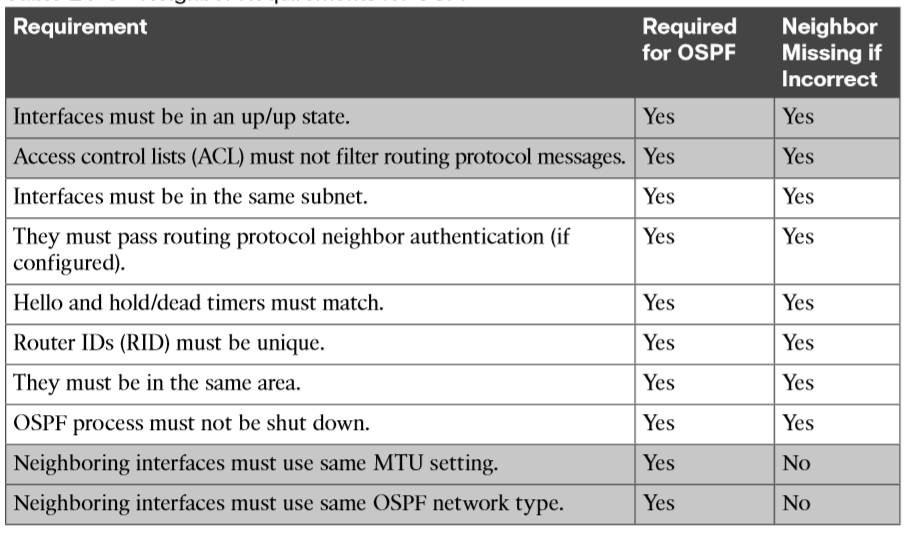 Requirement Required for OSPF Neighbor Missing if Incorrect
Interfaces must be in an up/up state. Yes Yes
Access control lists (ACL) must not filter routing protocol messages. Yes Yes
Interfaces must be in the same subnet. Yes Yes
They must pass routing protocol neighbor authentication (if configured). Yes Yes
Hello and hold/dead timers must match. Yes Yes
Router IDs (RID) must be unique. Yes Yes
They must be in the same area. Yes Yes
OSPF process must not be shut down. Yes Yes
Neighboring interfaces must use same MTU setting. Yes No
Neighboring interfaces must use same OSPF network type. Yes No